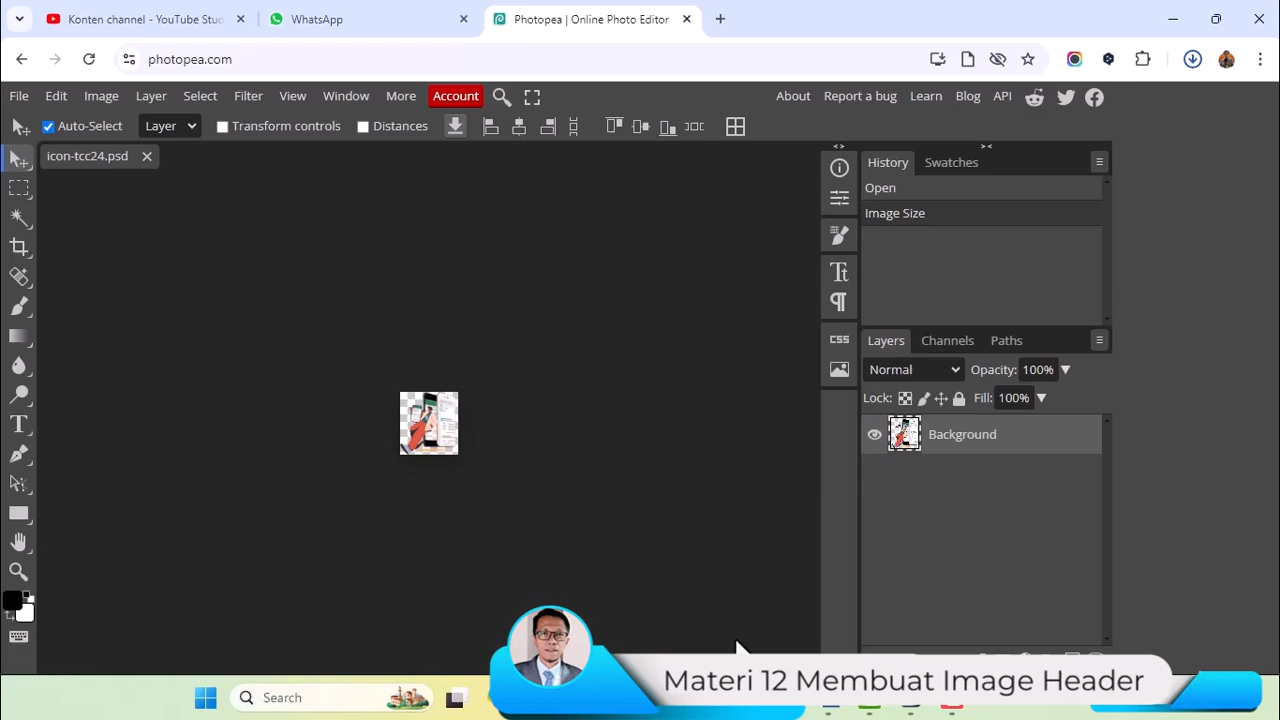 Konten channel - YouTube Stu
WhatsApp
Photopea | Online Photo Editor
photopea.com
File Edit Image Layer Select Filter View Window More Account About Report a bug Learn Blog API
Auto-Select Layer Transform controls Distances
icon-tcc24.psd
History Swatches
Open
Image Size
CSS
Layers Channels Paths
Normal Opacity: 100%
Lock: Fill: 100%
Background
Materi 12 Membuat Image Header
Search